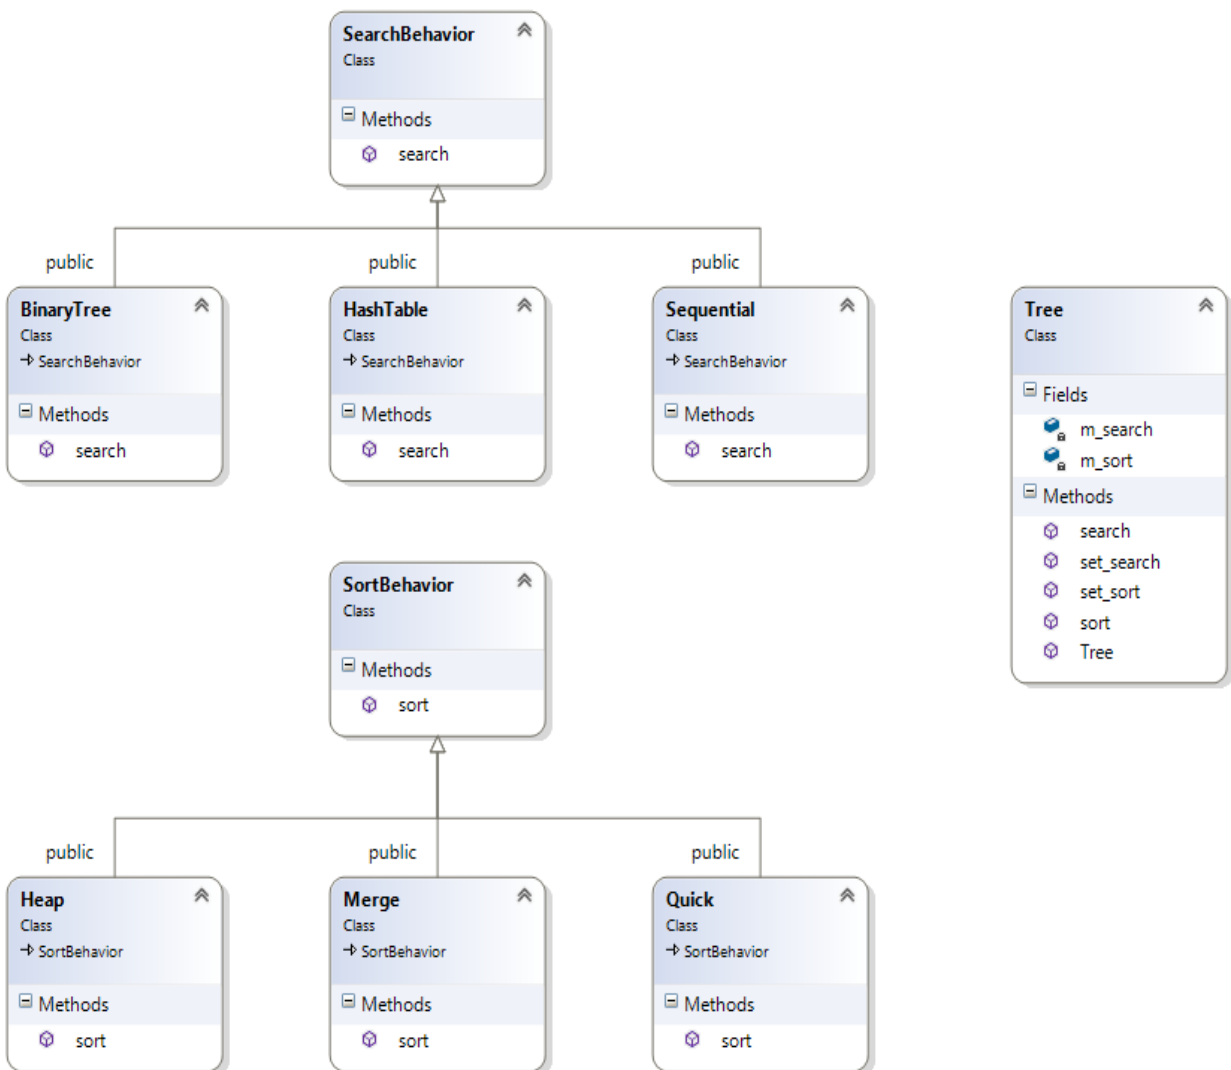 SearchBehavior
Class
Methods
search
public
public
public
BinaryTree
Class
SearchBehavior
Methods
search
HashTable
Class
SearchBehavior
Methods
search
Sequential
Class
SearchBehavior
Methods
search
Tree
Class
Fields
m_search
m_sort
Methods
search
set_search
set_sort
sort
Tree
SortBehavior
Class
Methods
sort
public
public
public
Heap
Class
SortBehavior
Methods
sort
Merge
Class
SortBehavior
Methods
sort
Quick
Class
SortBehavior
Methods
sort